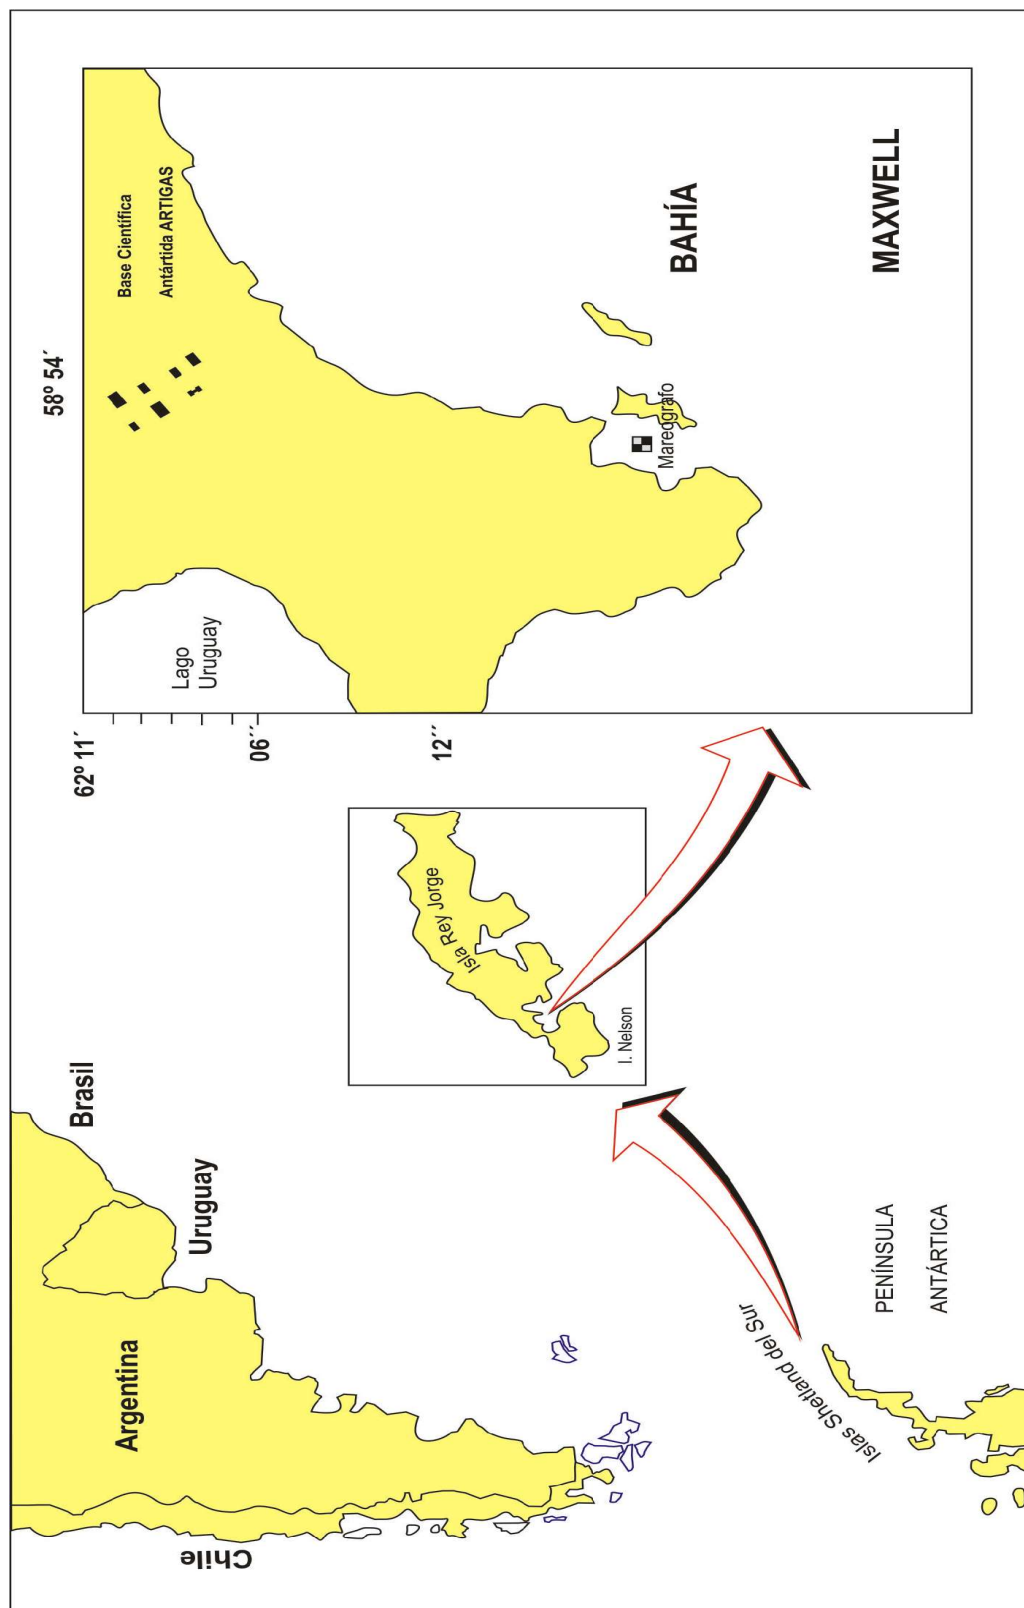 Chile
Argentina
Uruguay
Brasil
Islas Shetland del Sur
PENÍNSULA
ANTÁRTICA
Isla Rey Jorge
I. Nelson
62º 11´
06´´
12´´
58º 54´
Lago
Uruguay
Base Científica
Antártida ARTIGAS
Mareografo
BAHÍA
MAXWELL